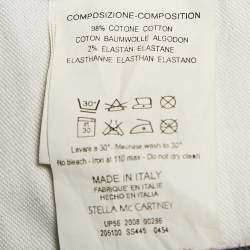 COMPOSIZIONE-COMPOSITION
98% COTONE COTTON
COTON BAUMWOLLE ALGODON
2% ELASTAN ELASTANE
ELASTHANNE ELASTHAN ELASTANO
30°
P
30
Lavare a 30° - Machine wash to 30°
No bleach - Iron at 110 max - Do not dry clean
MADE IN ITALY
FABRIQUÉ EN ITALIE
HECHO EN ITALIA
STELLA McCARTNEY
UP56 2008 00296
205100 SS445 0454